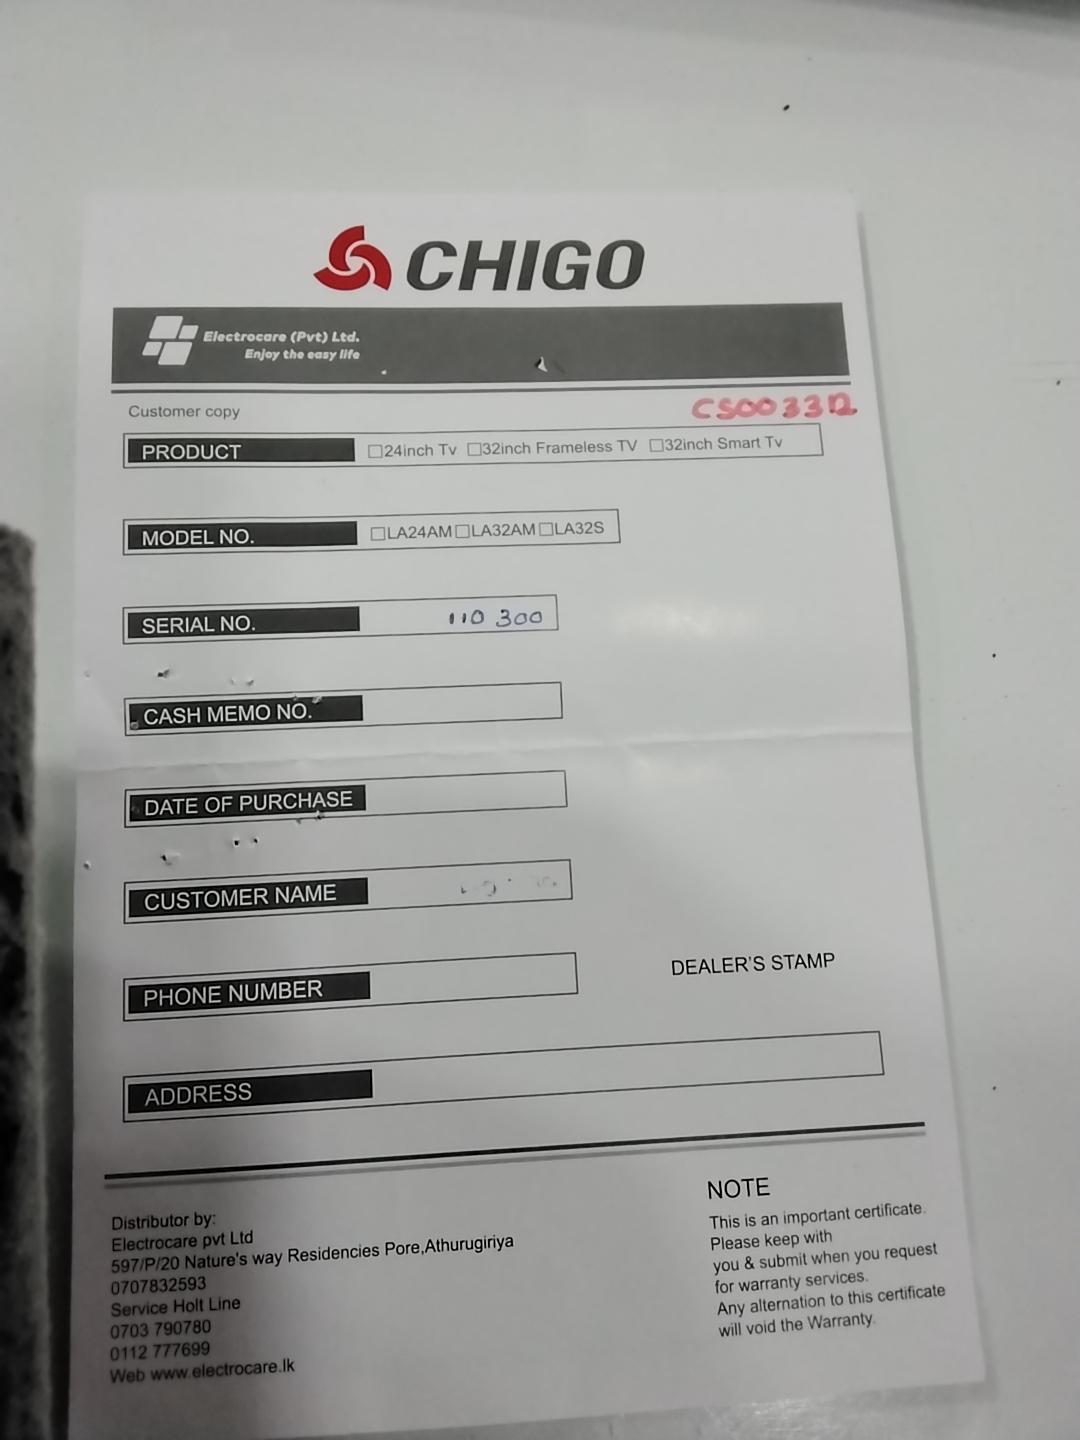 CHIGO
Electrocare (Pvt) Ltd.
Enjoy the easy life
Customer copy
CS00332
PRODUCT ☐24inch Tv ☐32inch Frameless TV ☐32inch Smart Tv
MODEL NO. ☐LA24AM ☐LA32AM ☐LA32S
SERIAL NO. 110 300
CASH MEMO NO.
DATE OF PURCHASE
CUSTOMER NAME
PHONE NUMBER
DEALER'S STAMP
ADDRESS
Distributor by:
Electrocare pvt Ltd
597/P/20 Nature's way Residencies Pore,Athurugiriya
0707832593
Service Holt Line
0703 790780
0112 777699
Web www.electrocare.lk
NOTE
This is an important certificate.
Please keep with
you & submit when you request
for warranty services.
Any alternation to this certificate
will void the Warranty.